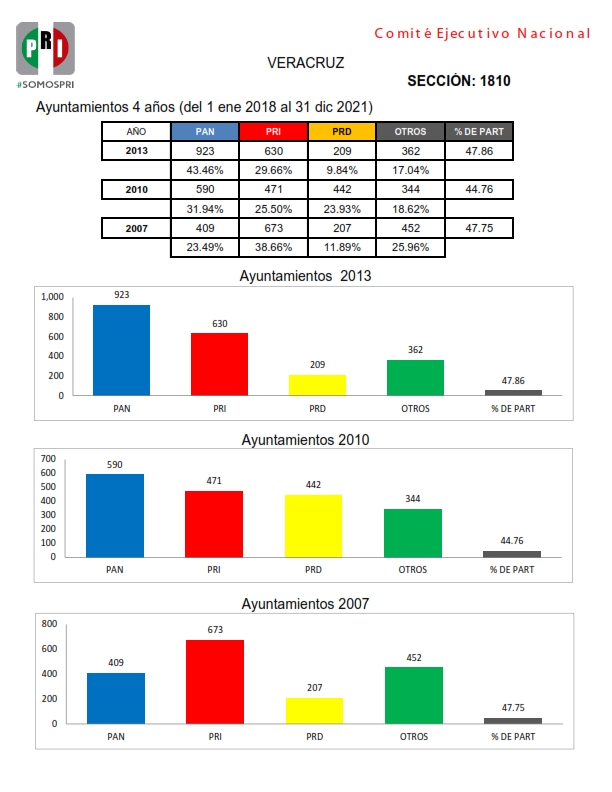 Comité Ejecutivo Nacional
PRI
#SOMOSPRI
VERACRUZ
SECCIÓN: 1810
Ayuntamientos 4 años (del 1 ene 2018 al 31 dic 2021)
AÑO PAN PRI PRD OTROS % DE PART
2013 923 630 209 362 47.86
43.46% 29.66% 9.84% 17.04%
2010 590 471 442 344 44.76
31.94% 25.50% 23.93% 18.62%
2007 409 673 207 452 47.75
23.49% 38.66% 11.89% 25.96%
Ayuntamientos 2013
1,000
800
600
400
200
0
923
630
209
362
47.86
PAN PRI PRD OTROS % DE PART
Ayuntamientos 2010
700
600
500
400
300
200
100
0
590
471
442
344
44.76
PAN PRI PRD OTROS % DE PART
Ayuntamientos 2007
800
600
400
200
0
409
673
207
452
47.75
PAN PRI PRD OTROS % DE PART